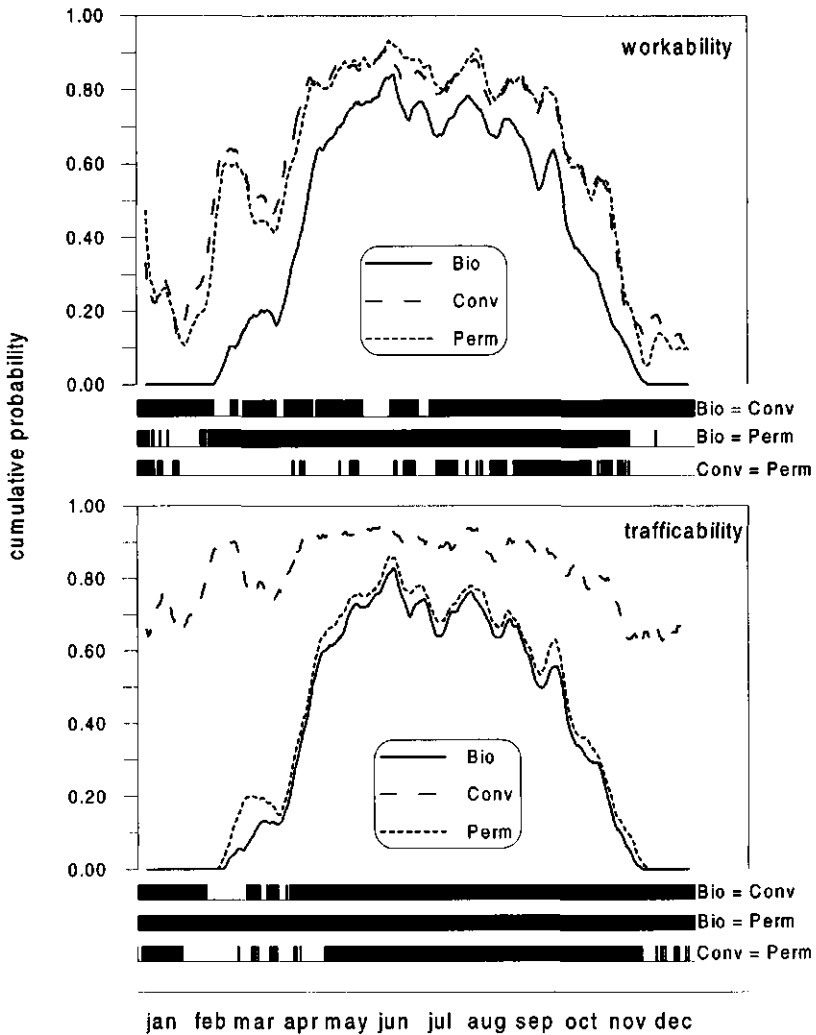 1.00
workability
0.80
0.60
0.40
0.20
0.00
Bio
Conv
Perm
Bio = Conv
Bio = Perm
Conv = Perm
cumulative probability
1.00
trafficability
0.80
0.60
0.40
0.20
0.00
Bio
Conv
Perm
Bio = Conv
Bio = Perm
Conv = Perm
jan feb mar apr may jun jul aug sep oct nov dec